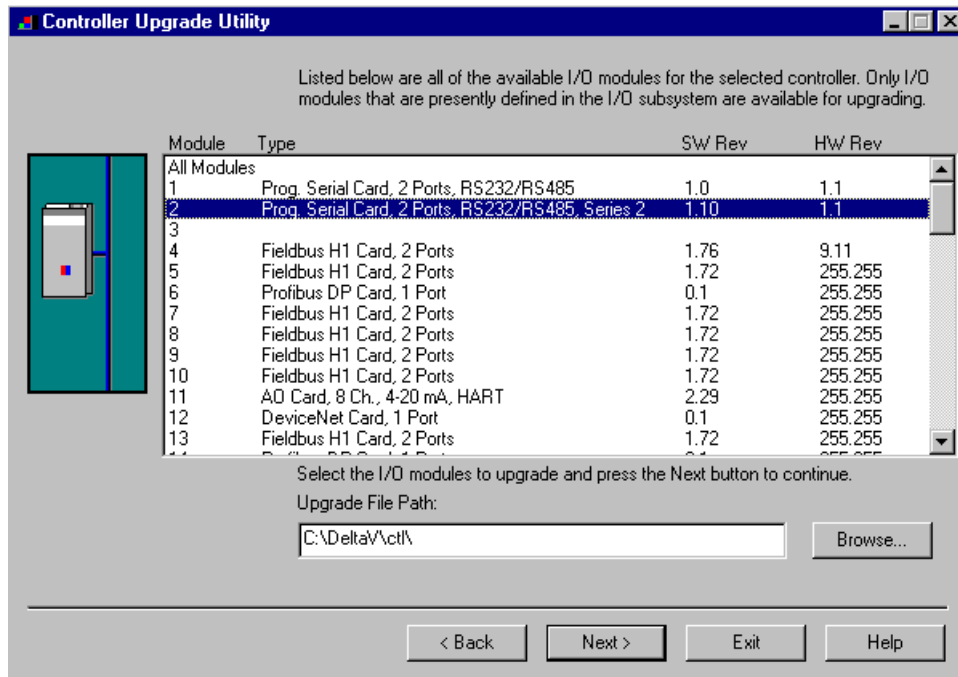 Controller Upgrade Utility
Listed below are all of the available I/O modules for the selected controller. Only I/O
modules that are presently defined in the I/O subsystem are available for upgrading.
Module Type SW Rev HW Rev
All Modules
1 Prog. Serial Card, 2 Ports, RS232/RS485 1.0 1.1
2 Prog. Serial Card, 2 Ports, RS232/RS485, Series 2 1.10 1.1
3
4 Fieldbus H1 Card, 2 Ports 1.76 9.11
5 Fieldbus H1 Card, 2 Ports 1.72 255.255
6 Profibus DP Card, 1 Port 0.1 255.255
7 Fieldbus H1 Card, 2 Ports 1.72 255.255
8 Fieldbus H1 Card, 2 Ports 1.72 255.255
9 Fieldbus H1 Card, 2 Ports 1.72 255.255
10 Fieldbus H1 Card, 2 Ports 1.72 255.255
11 AO Card, 8 Ch., 4-20 mA, HART 2.29 255.255
12 DeviceNet Card, 1 Port 0.1 255.255
13 Fieldbus H1 Card, 2 Ports 1.72 255.255
Select the I/O modules to upgrade and press the Next button to continue.
Upgrade File Path:
C:\DeltaV\ctl\
Browse...
< Back Next > Exit Help